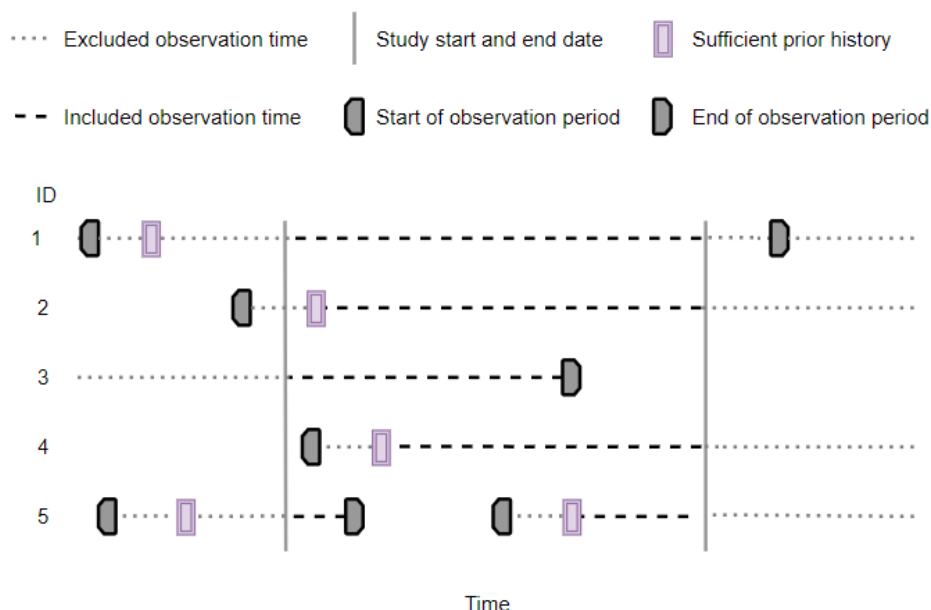 Excluded observation time
Study start and end date
Sufficient prior history
Included observation time
Start of observation period
End of observation period
ID
1
2
3
4
5
Time